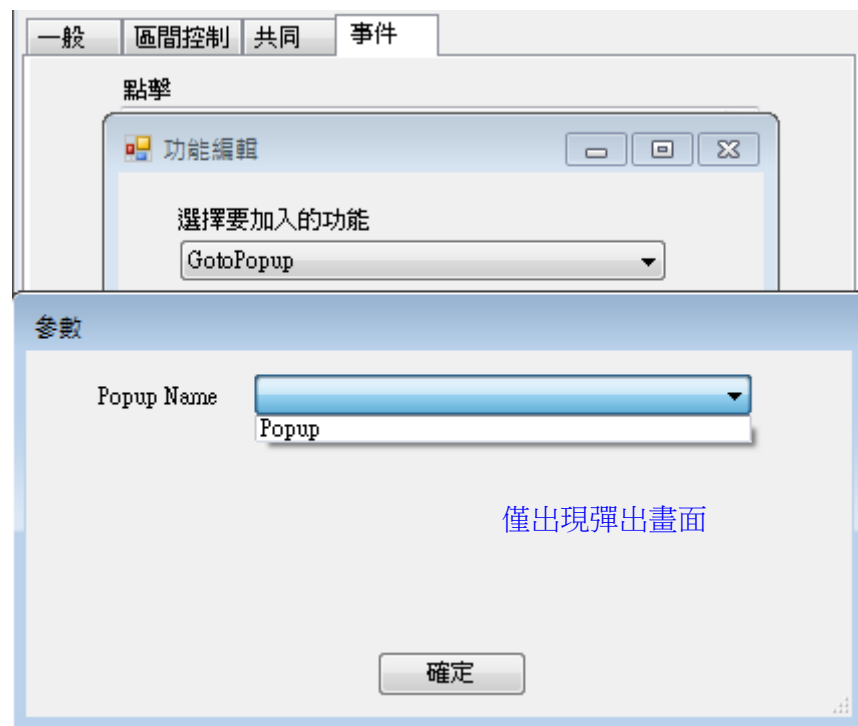 一般 區間控制 共同 事件
點擊
功能編輯
選擇要加入的功能
GotoPopup
參數
Popup Name
Popup
僅出現彈出畫面
確定